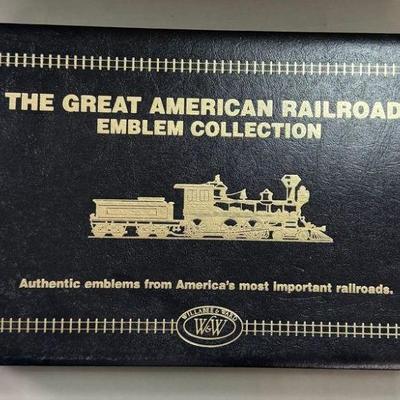 THE GREAT AMERICAN RAILROAD
EMBLEM COLLECTION
Authentic emblems from America's most important railroads.
WILLABEE & WARD
W&W